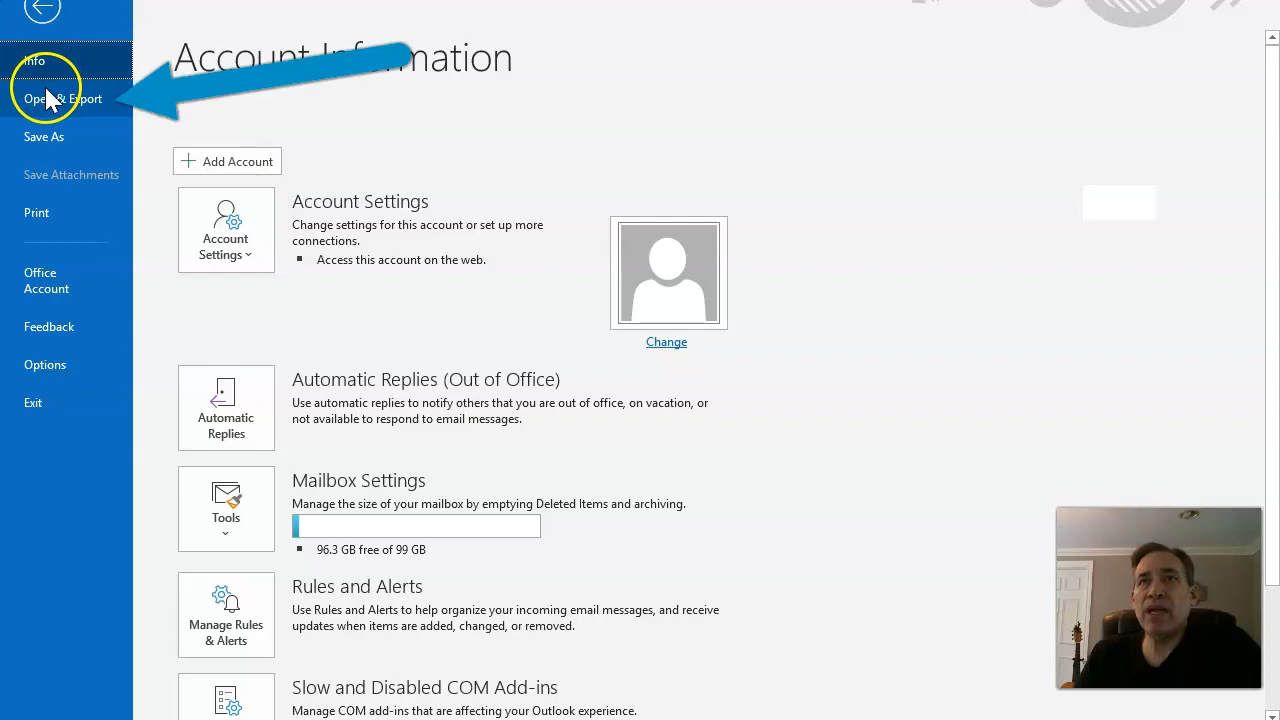 Info
Open & Export
Save As
Save Attachments
Print
Office
Account
Feedback
Options
Exit
Account Information
Add Account
Account
Settings
Account Settings
Change settings for this account or set up more
connections.
Access this account on the web.
Change
Automatic
Replies
Automatic Replies (Out of Office)
Use automatic replies to notify others that you are out of office, on vacation, or
not available to respond to email messages.
Tools
Mailbox Settings
Manage the size of your mailbox by emptying Deleted Items and archiving.
96.3 GB free of 99 GB
Manage Rules
& Alerts
Rules and Alerts
Use Rules and Alerts to help organize your incoming email messages, and receive
updates when items are added, changed, or removed.
Slow and Disabled COM Add-ins
Manage COM add-ins that are affecting your Outlook experience.